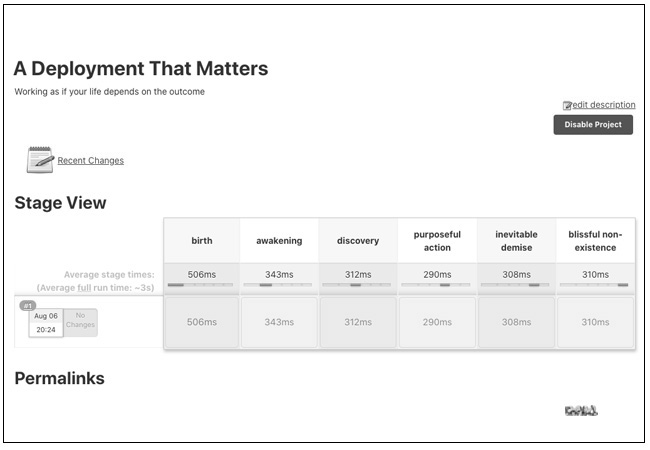 A Deployment That Matters
Working as if your life depends on the outcome
edit description
Disable Project
Recent Changes
Stage View
birth awakening discovery purposeful action inevitable demise blissful non-existence
Average stage times: 506ms 343ms 312ms 290ms 308ms 310ms
(Average full run time: ~3s)
#1
Aug 06
20:24
No Changes
506ms 343ms 312ms 290ms 308ms 310ms
Permalinks